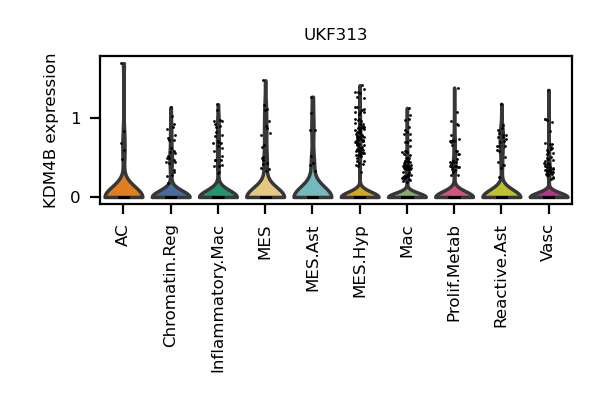 UKF313
KDM4B expression
1
0
AC
Chromatin.Reg
Inflammatory.Mac
MES
MES.Ast
MES.Hyp
Mac
Prolif.Metab
Reactive.Ast
Vasc